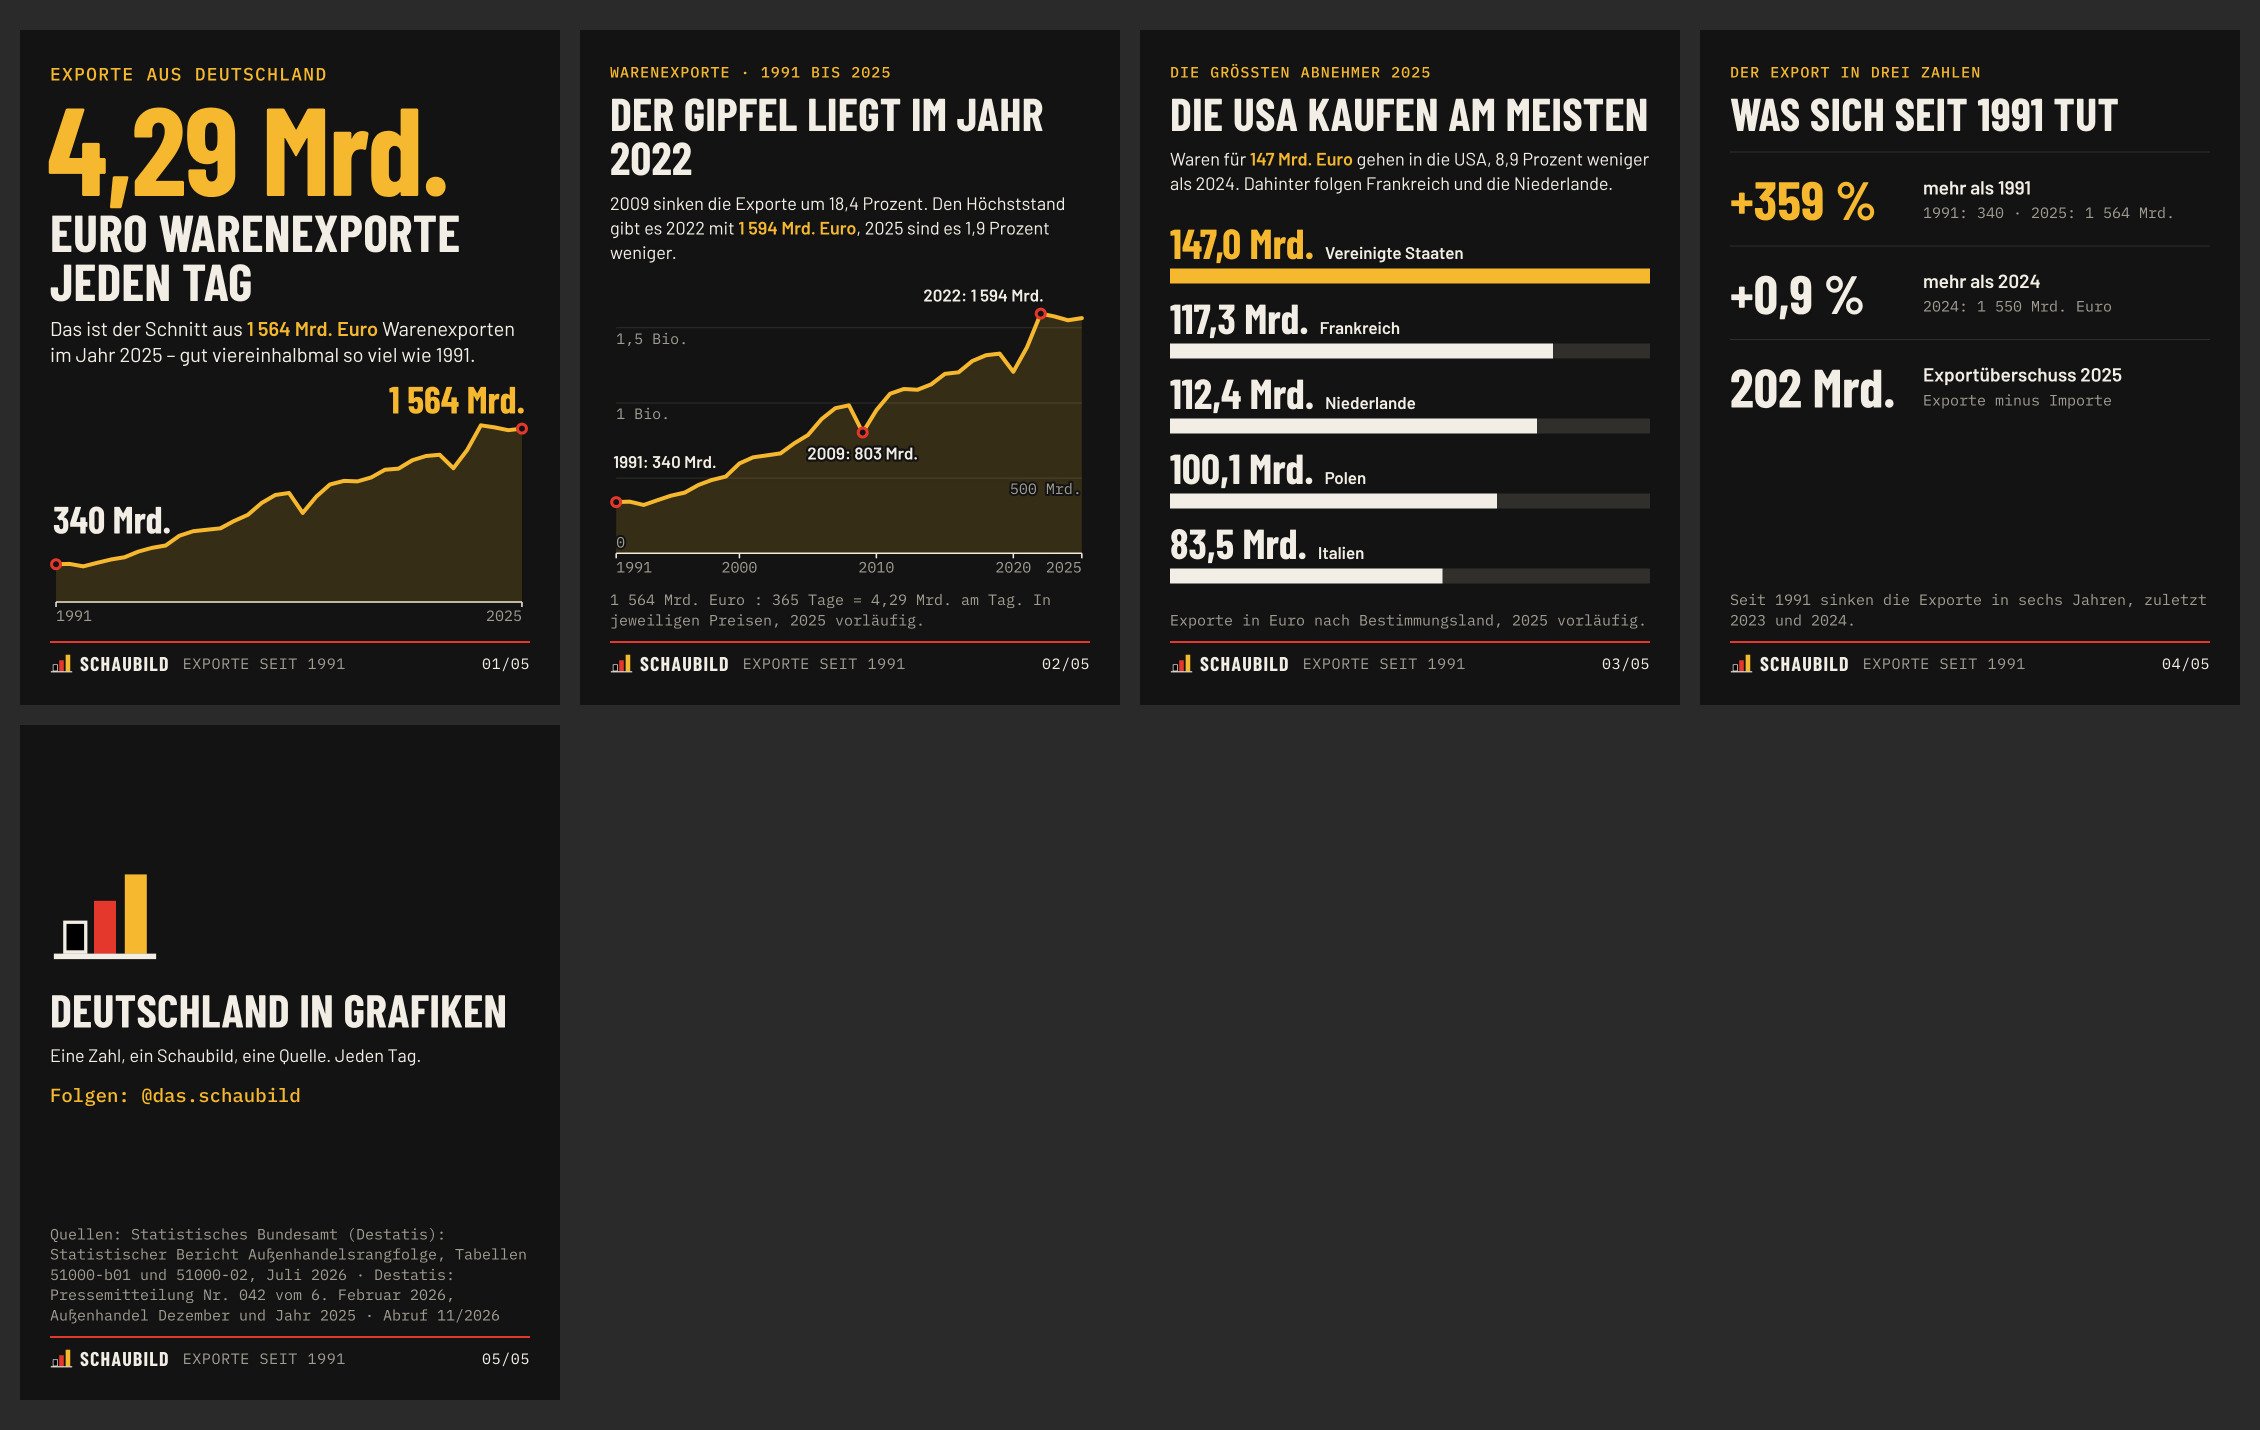 EXPORTE AUS DEUTSCHLAND
4,29 Mrd.
EURO WARENEXPORTE
JEDEN TAG
Das ist der Schnitt aus 1 564 Mrd. Euro Warenexporten
im Jahr 2025 – gut viereinhalbmal so viel wie 1991.
1 564 Mrd.
340 Mrd.
1991 2025
SCHAUBILD EXPORTE SEIT 1991 01/05
WARENEXPORTE · 1991 BIS 2025
DER GIPFEL LIEGT IM JAHR
2022
2009 sinken die Exporte um 18,4 Prozent. Den Höchststand
gibt es 2022 mit 1 594 Mrd. Euro, 2025 sind es 1,9 Prozent
weniger.
2022: 1 594 Mrd.
1,5 Bio.
1 Bio.
2009: 803 Mrd.
1991: 340 Mrd.
500 Mrd.
0
1991 2000 2010 2020 2025
1 564 Mrd. Euro : 365 Tage = 4,29 Mrd. am Tag. In
jeweiligen Preisen, 2025 vorläufig.
SCHAUBILD EXPORTE SEIT 1991 02/05
DIE GRÖSSTEN ABNEHMER 2025
DIE USA KAUFEN AM MEISTEN
Waren für 147 Mrd. Euro gehen in die USA, 8,9 Prozent weniger
als 2024. Dahinter folgen Frankreich und die Niederlande.
147,0 Mrd. Vereinigte Staaten
117,3 Mrd. Frankreich
112,4 Mrd. Niederlande
100,1 Mrd. Polen
83,5 Mrd. Italien
Exporte in Euro nach Bestimmungsland, 2025 vorläufig.
SCHAUBILD EXPORTE SEIT 1991 03/05
DER EXPORT IN DREI ZAHLEN
WAS SICH SEIT 1991 TUT
+359 % mehr als 1991
1991: 340 · 2025: 1 564 Mrd.
+0,9 % mehr als 2024
2024: 1 550 Mrd. Euro
202 Mrd. Exportüberschuss 2025
Exporte minus Importe
Seit 1991 sinken die Exporte in sechs Jahren, zuletzt
2023 und 2024.
SCHAUBILD EXPORTE SEIT 1991 04/05
DEUTSCHLAND IN GRAFIKEN
Eine Zahl, ein Schaubild, eine Quelle. Jeden Tag.
Folgen: @das.schaubild
Quellen: Statistisches Bundesamt (Destatis):
Statistischer Bericht Außenhandelsrangfolge, Tabellen
51000-b01 und 51000-02, Juli 2026 · Destatis:
Pressemitteilung Nr. 042 vom 6. Februar 2026,
Außenhandel Dezember und Jahr 2025 · Abruf 11/2026
SCHAUBILD EXPORTE SEIT 1991 05/05